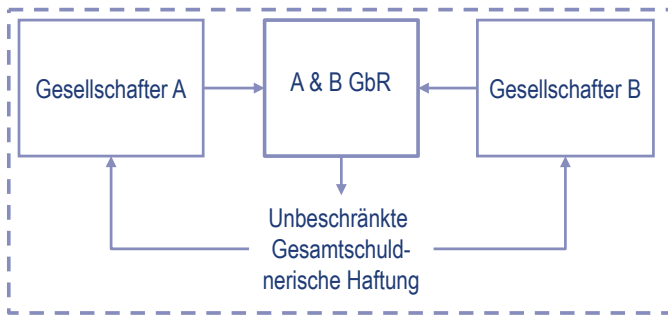 Gesellschafter A
A & B GbR
Gesellschafter B
Unbeschränkte
Gesamtschuld-
nerische Haftung